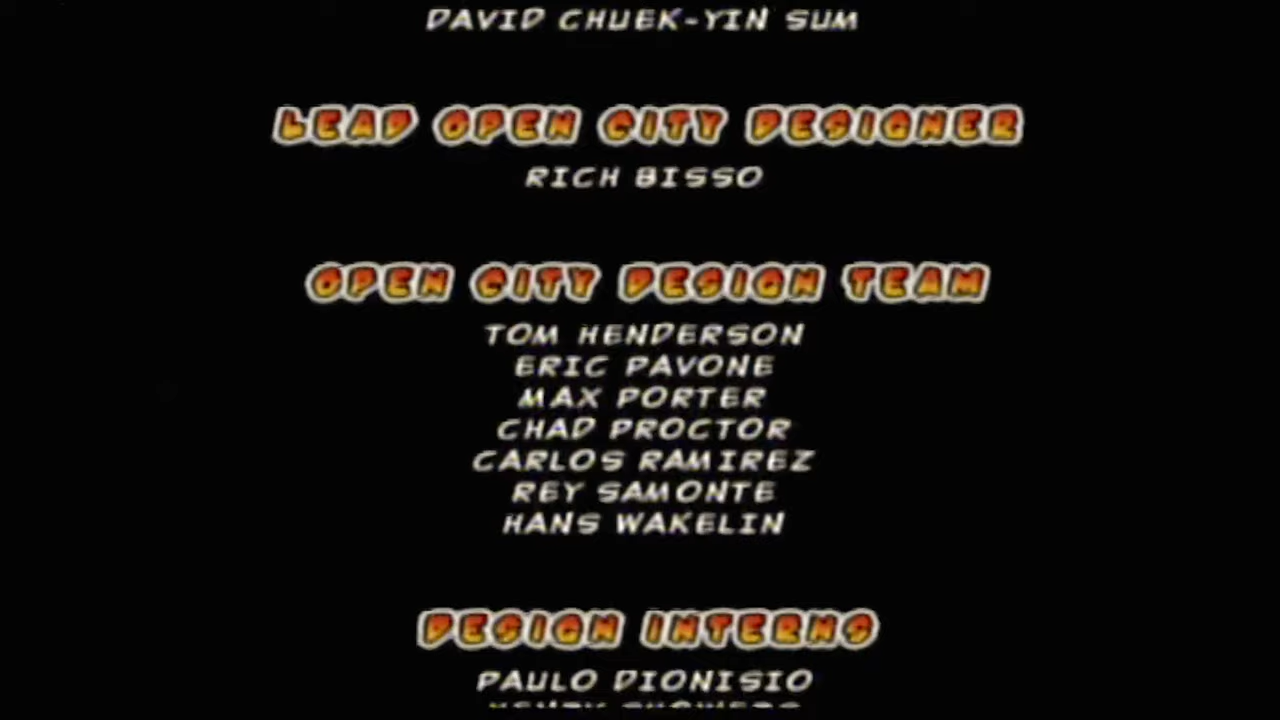 DAVID CHUEK-YIN SUM
LEAD OPEN CITY DESIGNER
RICH BISSO
OPEN CITY DESIGN TEAM
TOM HENDERSON
ERIC PAVONE
MAX PORTER
CHAD PROCTOR
CARLOS RAMIREZ
REY SAMONTE
HANS WAKELIN
DESIGN INTERNS
PAULO DIONISIO